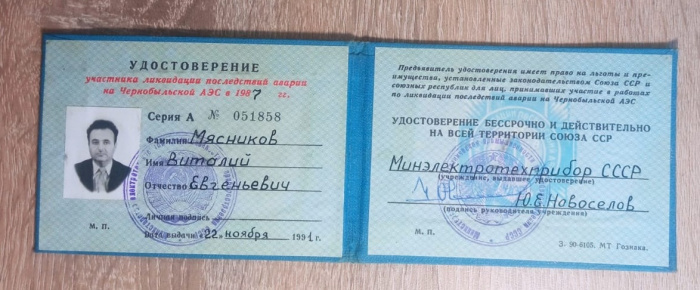 УДОСТОВЕРЕНИЕ
участника ликвидации последствий аварии
на Чернобыльской АЭС в 1987 гг.
Серия А № 051858
Фамилия Мясников
Имя Виталий
Отчество Евгеньевич
Личная подпись
М. П.
Дата выдачи «22» ноября 1991 г.
Предъявитель удостоверения имеет право на льготы и пре-
имущества, установленные законодательством Союза ССР и
союзных республик для лиц, принимавших участие в работах
по ликвидации последствий аварии на Чернобыльской АЭС
УДОСТОВЕРЕНИЕ БЕССРОЧНО И ДЕЙСТВИТЕЛЬНО
НА ВСЕЙ ТЕРРИТОРИИ СОЮЗА ССР
Минэлектротехприбор СССР
(учреждение, выдавшее удостоверение)
Ю.Е.Новоселов
(подпись руководителя учреждения)
М. П.
З. 90-6105. МТ Гознака.